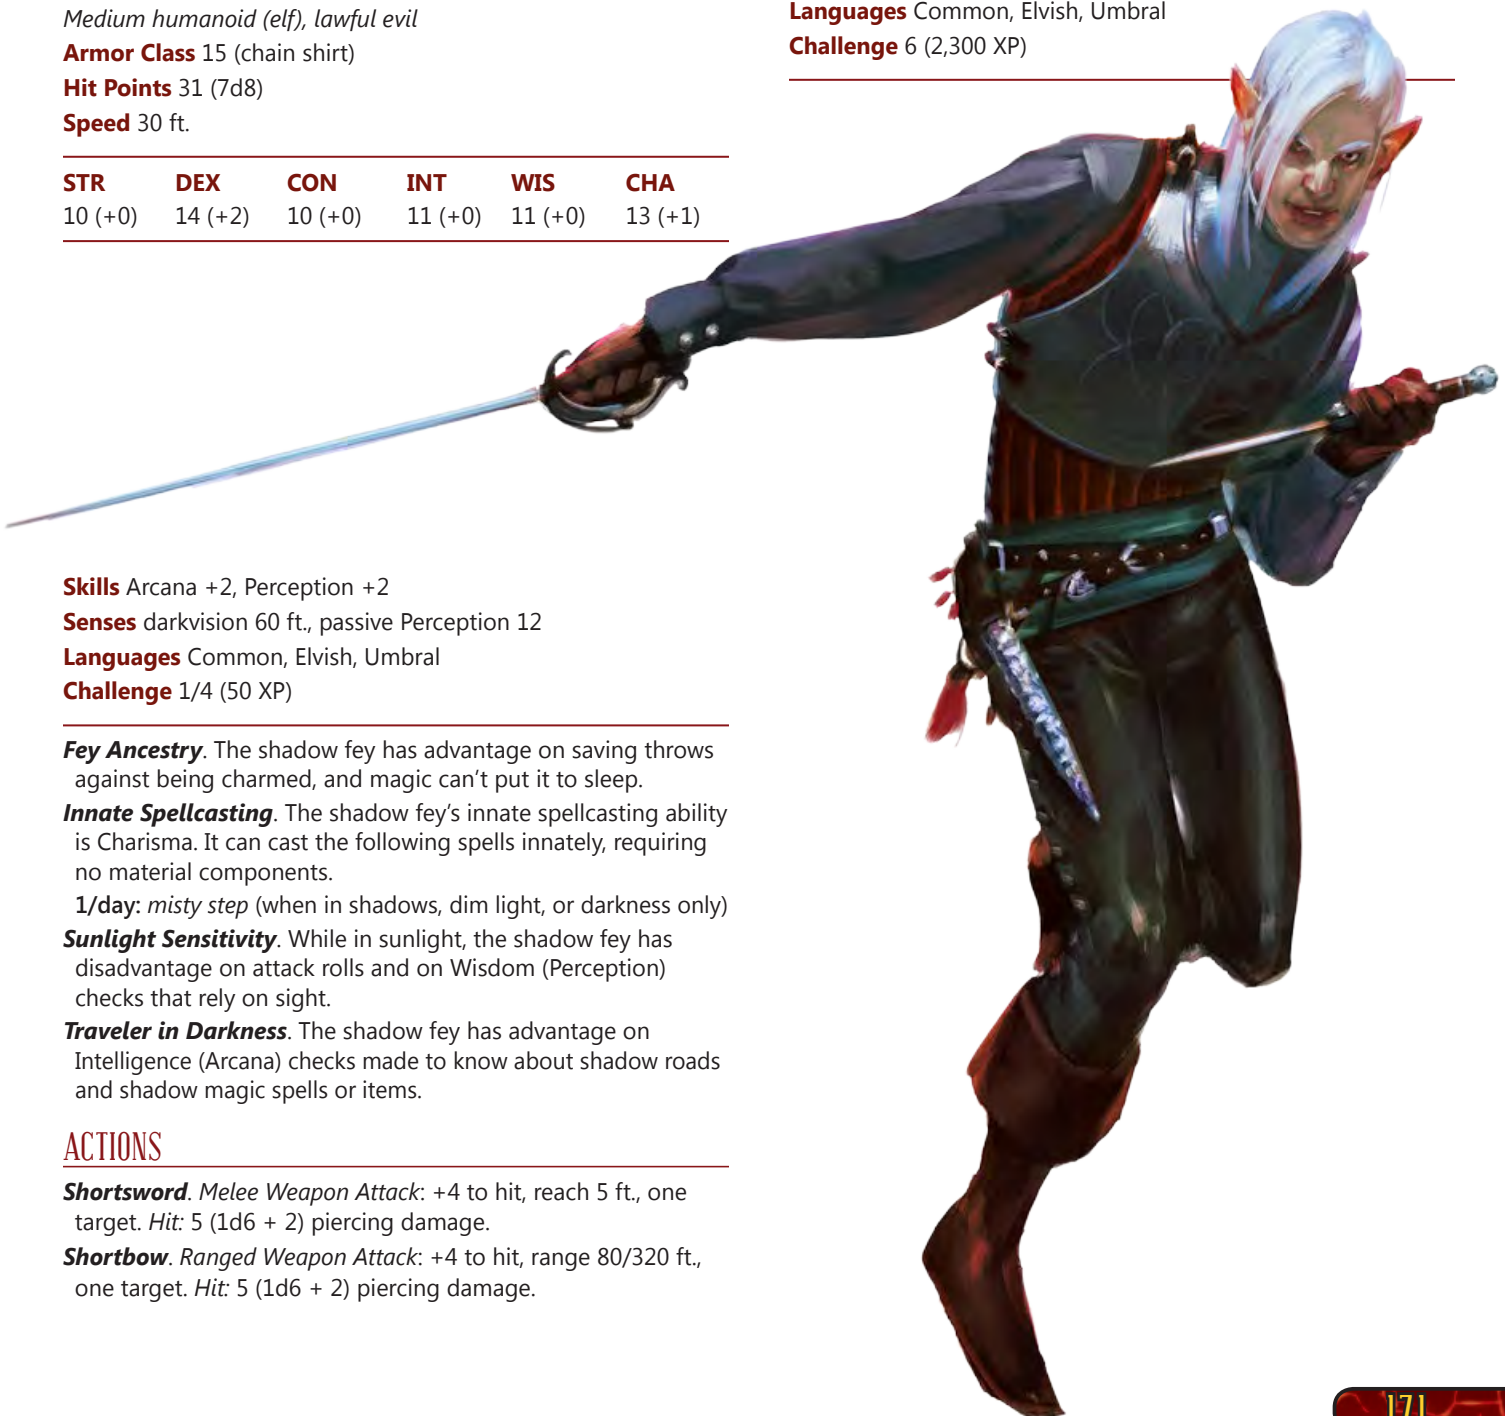 Medium humanoid (elf), lawful evil
Armor Class 15 (chain shirt)
Hit Points 31 (7d8)
Speed 30 ft.
STR DEX CON INT WIS CHA
10 (+0) 14 (+2) 10 (+0) 11 (+0) 11 (+0) 13 (+1)
Skills Arcana +2, Perception +2
Senses darkvision 60 ft., passive Perception 12
Languages Common, Elvish, Umbral
Challenge 1/4 (50 XP)
Fey Ancestry. The shadow fey has advantage on saving throws
against being charmed, and magic can't put it to sleep.
Innate Spellcasting. The shadow fey's innate spellcasting ability
is Charisma. It can cast the following spells innately, requiring
no material components.
1/day: misty step (when in shadows, dim light, or darkness only)
Sunlight Sensitivity. While in sunlight, the shadow fey has
disadvantage on attack rolls and on Wisdom (Perception)
checks that rely on sight.
Traveler in Darkness. The shadow fey has advantage on
Intelligence (Arcana) checks made to know about shadow roads
and shadow magic spells or items.
ACTIONS
Shortsword. Melee Weapon Attack: +4 to hit, reach 5 ft., one
target. Hit: 5 (1d6 + 2) piercing damage.
Shortbow. Ranged Weapon Attack: +4 to hit, range 80/320 ft.,
one target. Hit: 5 (1d6 + 2) piercing damage.
Languages Common, Elvish, Umbral
Challenge 6 (2,300 XP)
171